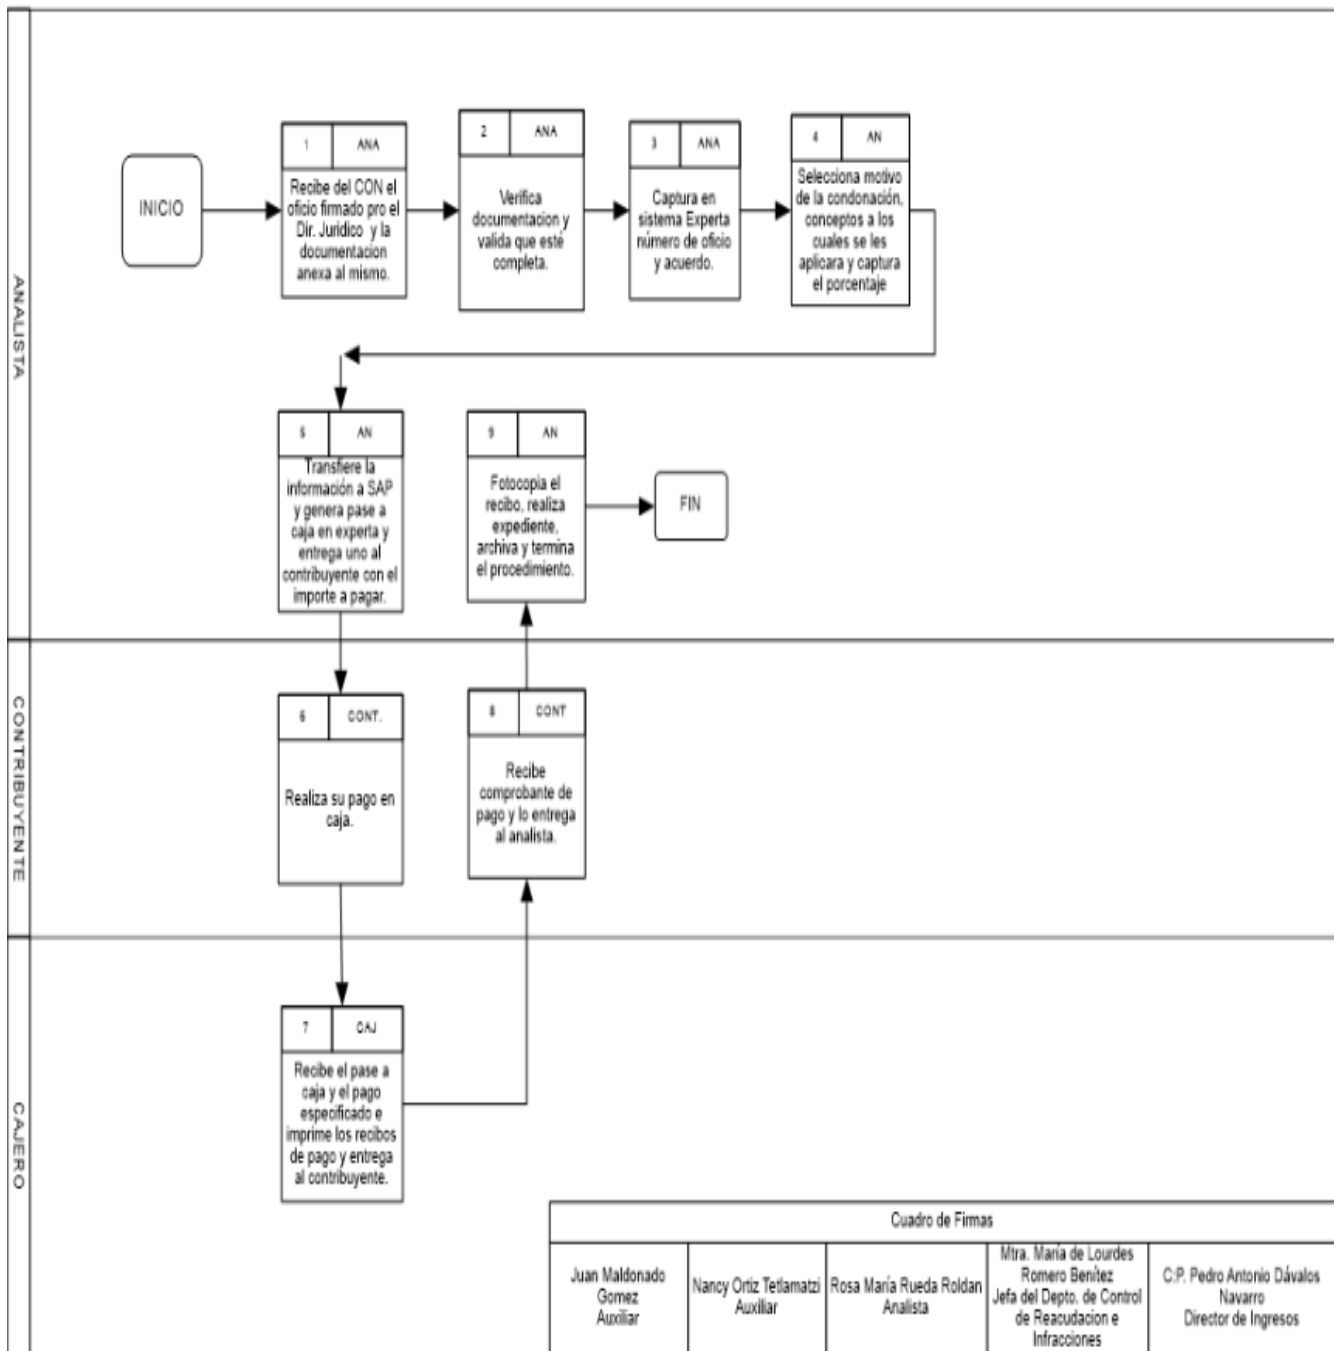 ANALISTA
INICIO
1 ANA
Recibe del CON el
oficio firmado pro el
Dir. Juridico y la
documentacion
anexa al mismo.
2 ANA
Verifica
documentacion y
valida que esté
completa.
3 ANA
Captura en
sistema Experta
número de oficio
y acuerdo.
4 AN
Selecciona motivo
de la condonación,
conceptos a los
cuales se les
aplicara y captura
el porcentaje
5 AN
Transfiere la
información a SAP
y genera pase a
caja en experta y
entrega uno al
contribuyente con el
importe a pagar.
9 AN
Fotocopia el
recibo, realiza
expediente,
archiva y termina
el procedimiento.
FIN
CONTRIBUYENTE
6 CONT.
Realiza su pago en
caja.
8 CONT
Recibe
comprobante de
pago y lo entrega
al analista.
CAJERO
7 CAJ
Recibe el pase a
caja y el pago
especificado e
imprime los recibos
de pago y entrega
al contribuyente.
Cuadro de Firmas
Juan Maldonado
Gomez
Auxiliar
Nancy Ortiz Tetlamatzi
Auxiliar
Rosa María Rueda Roldan
Analista
Mtra. María de Lourdes
Romero Benítez
Jefa del Depto. de Control
de Reacudacion e
Infracciones
C:P. Pedro Antonio Dávalos
Navarro
Director de Ingresos